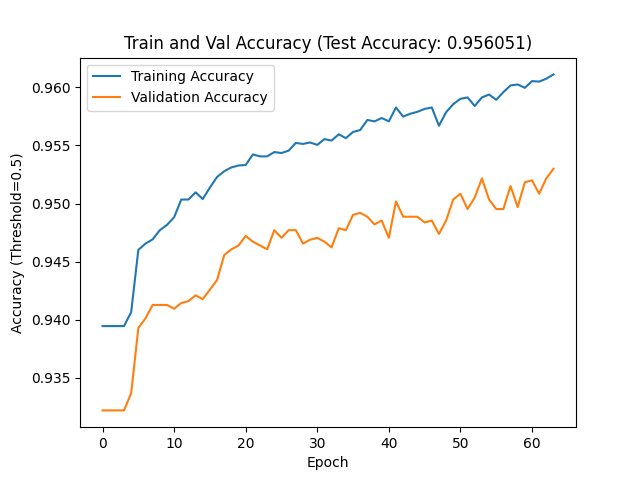 Train and Val Accuracy (Test Accuracy: 0.956051)
Training Accuracy
Validation Accuracy
Accuracy (Threshold=0.5)
0.960
0.955
0.950
0.945
0.940
0.935
0 10 20 30 40 50 60
Epoch